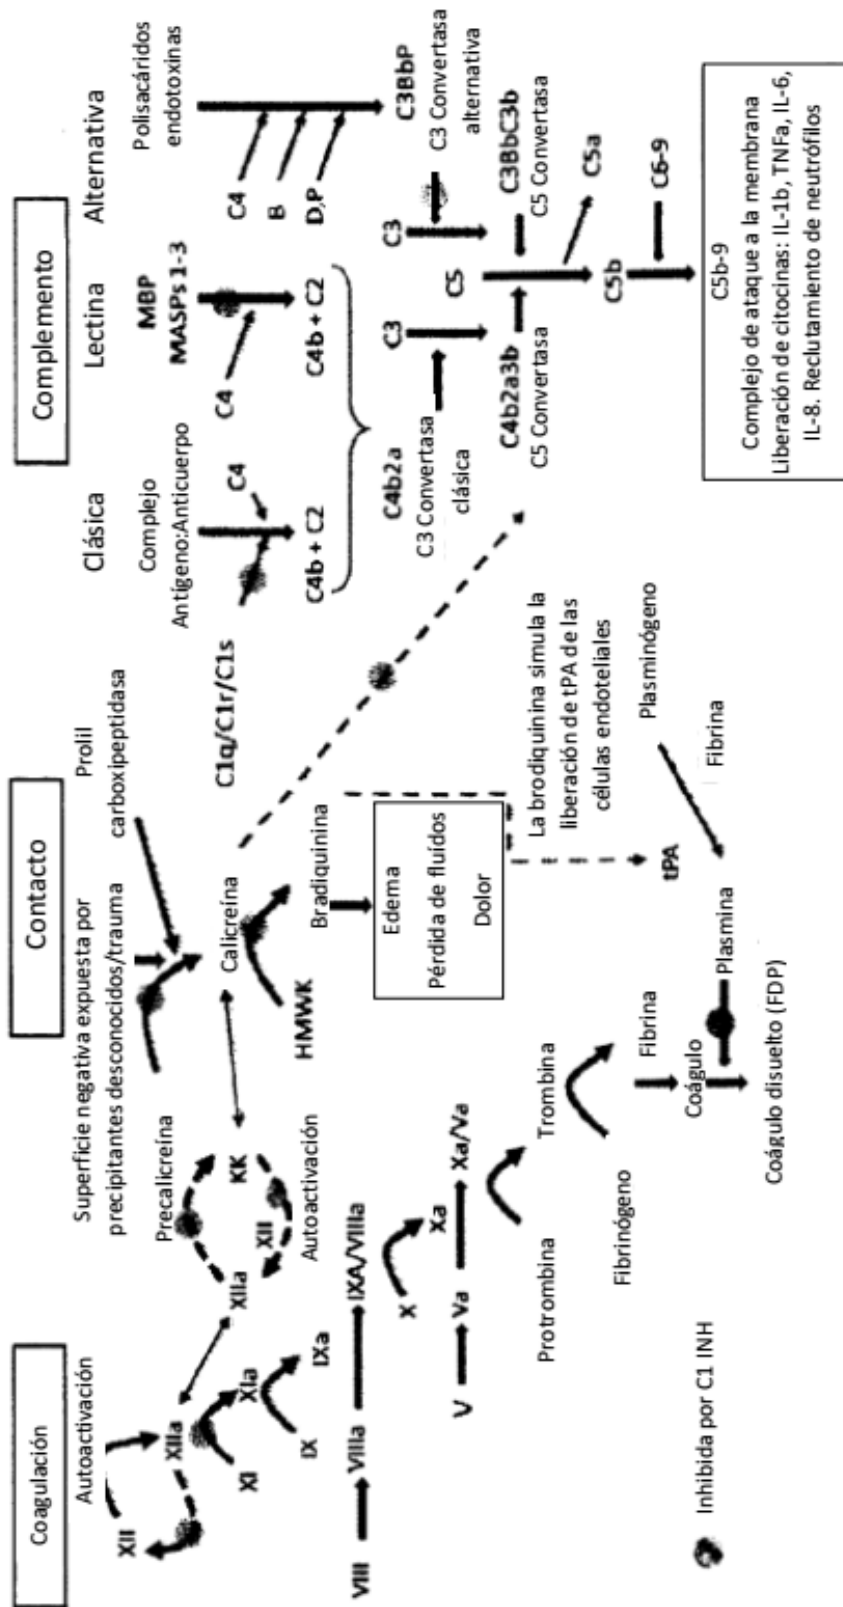 Coagulación
Autoactivación
XII
XIIa
XI
XIa
IX
IXa
VIII
VIIIa
IXA/VIIIa
X
Xa
V
Va
Xa/Va
Protrombina
Trombina
Fibrinógeno
Fibrina
Coágulo
Plasmina
Coágulo disuelto (FDP)
Inhibida por C1 INH
Contacto
Superficie negativa expuesta por
precipitantes desconocidos/trauma
Prolil
carboxipeptidasa
Precalicreína
Calicreína
XIIa
KK
XII
Autoactivación
HMWK
Bradiquinina
Edema
Pérdida de fluídos
Dolor
La brodiquinina simula la
liberación de tPA de las
células endoteliales
tPA
Plasminógeno
Fibrina
Complemento
Clásica
Lectina
Alternativa
Complejo
Antígeno:Anticuerpo
C4
C1q/C1r/C1s
C4b + C2
MBP
MASPs 1-3
C4
C4b + C2
Polisacáridos
endotoxinas
C4
B
D,P
C3BbP
C3 Convertasa
alternativa
C4b2a
C3 Convertasa
clásica
C3
C3
C5
C4b2a3b
C5 Convertasa
C3BbC3b
C5 Convertasa
C5a
C5b
C6-9
C5b-9
Complejo de ataque a la membrana
Liberación de citocinas: IL-1b, TNFa, IL-6,
IL-8. Reclutamiento de neutrófilos